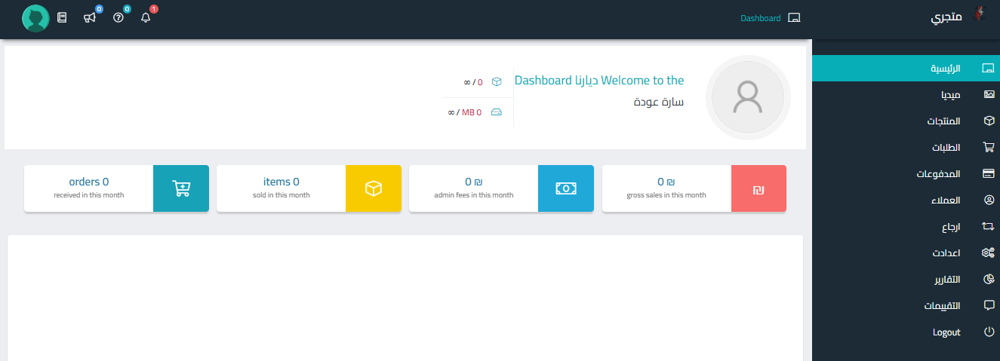 متجري
Dashboard
1
0
0
الرئيسية
ميديا
المنتجات
الطلبات
المدفوعات
العملاء
ارجاع
اعدادت
التقارير
التقييمات
Logout
Welcome to the ديارنا Dashboard
سارة عودة
0 / ∞
0 MB / ∞
₪ 0
gross sales in this month
₪ 0
admin fees in this month
0 items
sold in this month
0 orders
received in this month